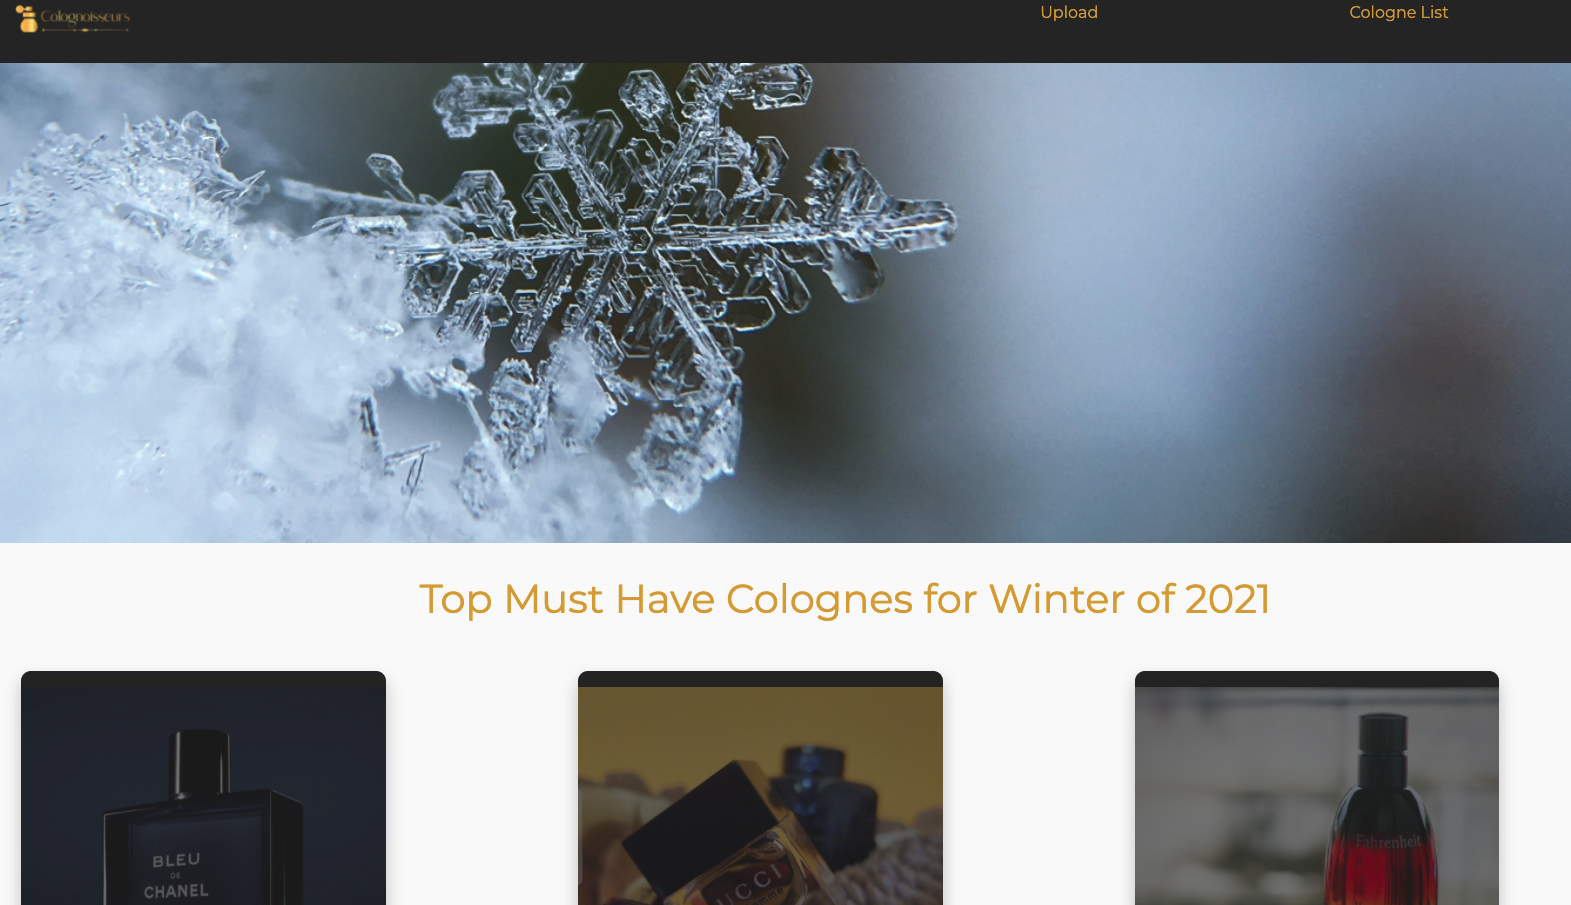 Colognoisseurs
Upload
Cologne List
Top Must Have Colognes for Winter of 2021
BLEU
DE
CHANEL
UCCI
Fahrenheit